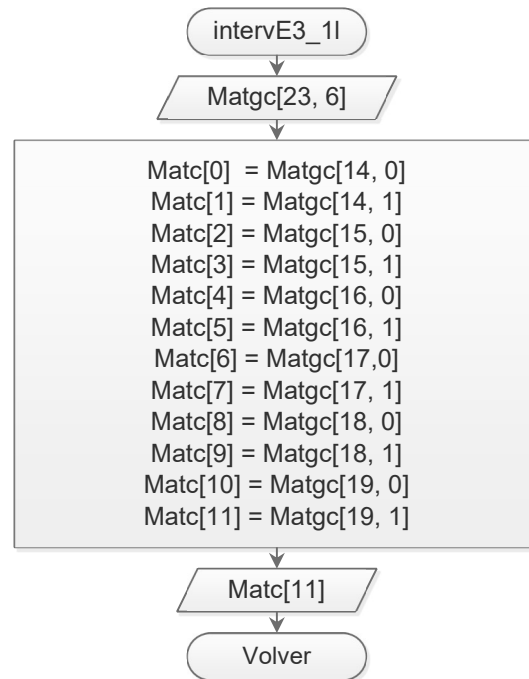 intervE3_1I
Matgc[23, 6]
Matc[0]  = Matgc[14, 0]
Matc[1] = Matgc[14, 1]
Matc[2] = Matgc[15, 0]
Matc[3] = Matgc[15, 1]
Matc[4] = Matgc[16, 0]
Matc[5] = Matgc[16, 1]
Matc[6] = Matgc[17,0]
Matc[7] = Matgc[17, 1]
Matc[8] = Matgc[18, 0]
Matc[9] = Matgc[18, 1]
Matc[10] = Matgc[19, 0]
Matc[11] = Matgc[19, 1]
Matc[11]
Volver